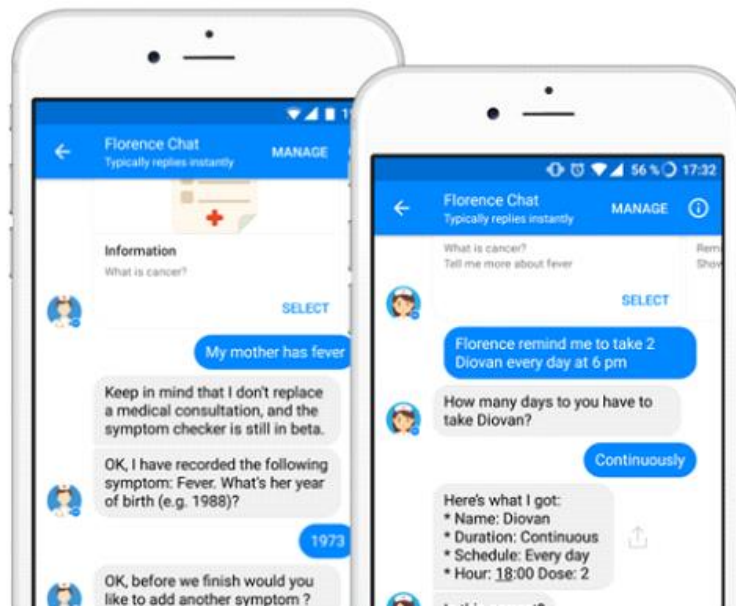 Florence Chat
Typically replies instantly
MANAGE
Information
What is cancer?
SELECT
My mother has fever
Keep in mind that I don't replace
a medical consultation, and the
symptom checker is still in beta.
OK, I have recorded the following
symptom: Fever. What's her year
of birth (e.g. 1988)?
1973
OK, before we finish would you
like to add another symptom ?
56 % 17:32
Florence Chat
Typically replies instantly
MANAGE
What is cancer?
Tell me more about fever
SELECT
Florence remind me to take 2
Diovan every day at 6 pm
How many days to you have to
take Diovan?
Continuously
Here's what I got:
* Name: Diovan
* Duration: Continuous
* Schedule: Every day
* Hour: 18:00 Dose: 2